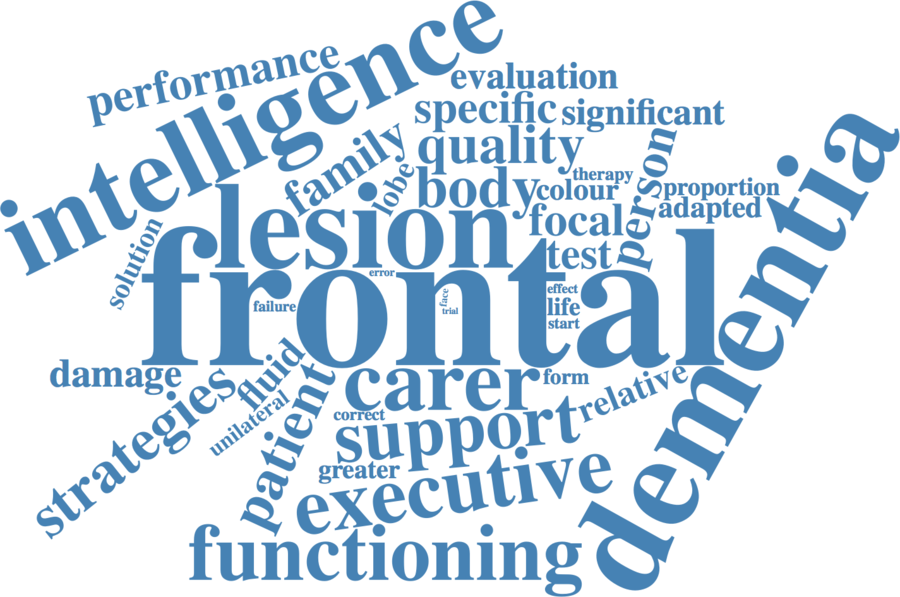 performance
intelligence
evaluation
specific
significant
family
quality
person
lobe
body
therapy
colour
proportion
adapted
lesion
focal
test
solution
frontal
error
failure
face
trial
effect
life
start
dementia
damage
fluid
carer
form
relative
strategies
unilateral
patient
correct
support
greater
executive
functioning